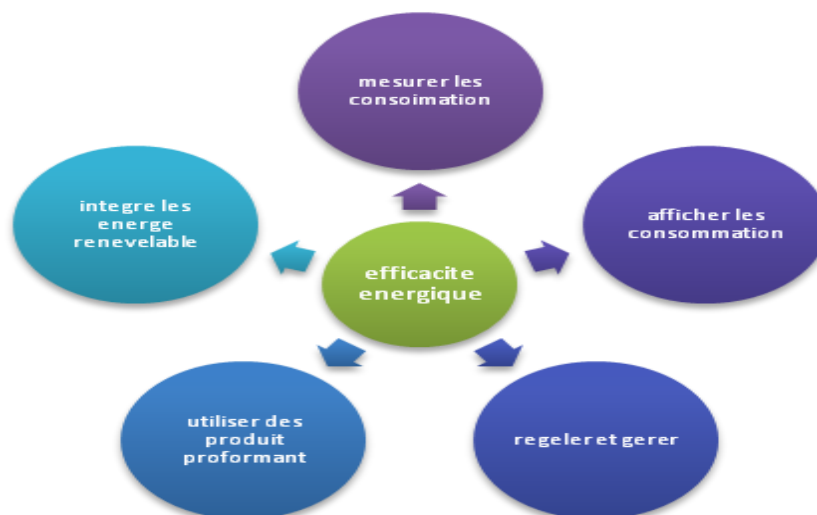 mesurer les
consoimation
afficher les
consommation
regeler et gerer
utiliser des
produit
proformant
integre les
energe
renevelable
efficacite
energique